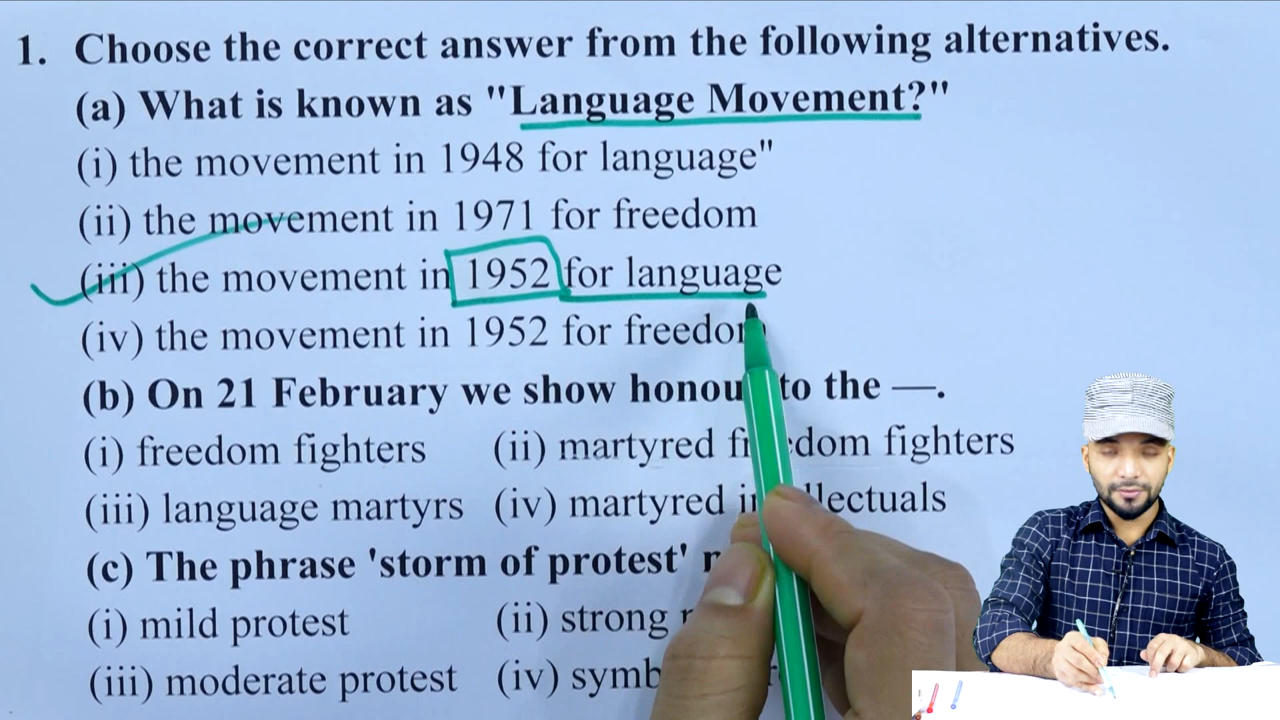 1. Choose the correct answer from the following alternatives.
(a) What is known as "Language Movement?"
(i) the movement in 1948 for language"
(ii) the movement in 1971 for freedom
(iii) the movement in 1952 for language
(iv) the movement in 1952 for
(b) On 21 February we show to the —.
(i) freedom fighters (ii) martyred fighters
(iii) language martyrs (iv) martyred
(c) The phrase 'storm of protest'
(i) mild protest (ii) strong
(iii) moderate protest (iv)